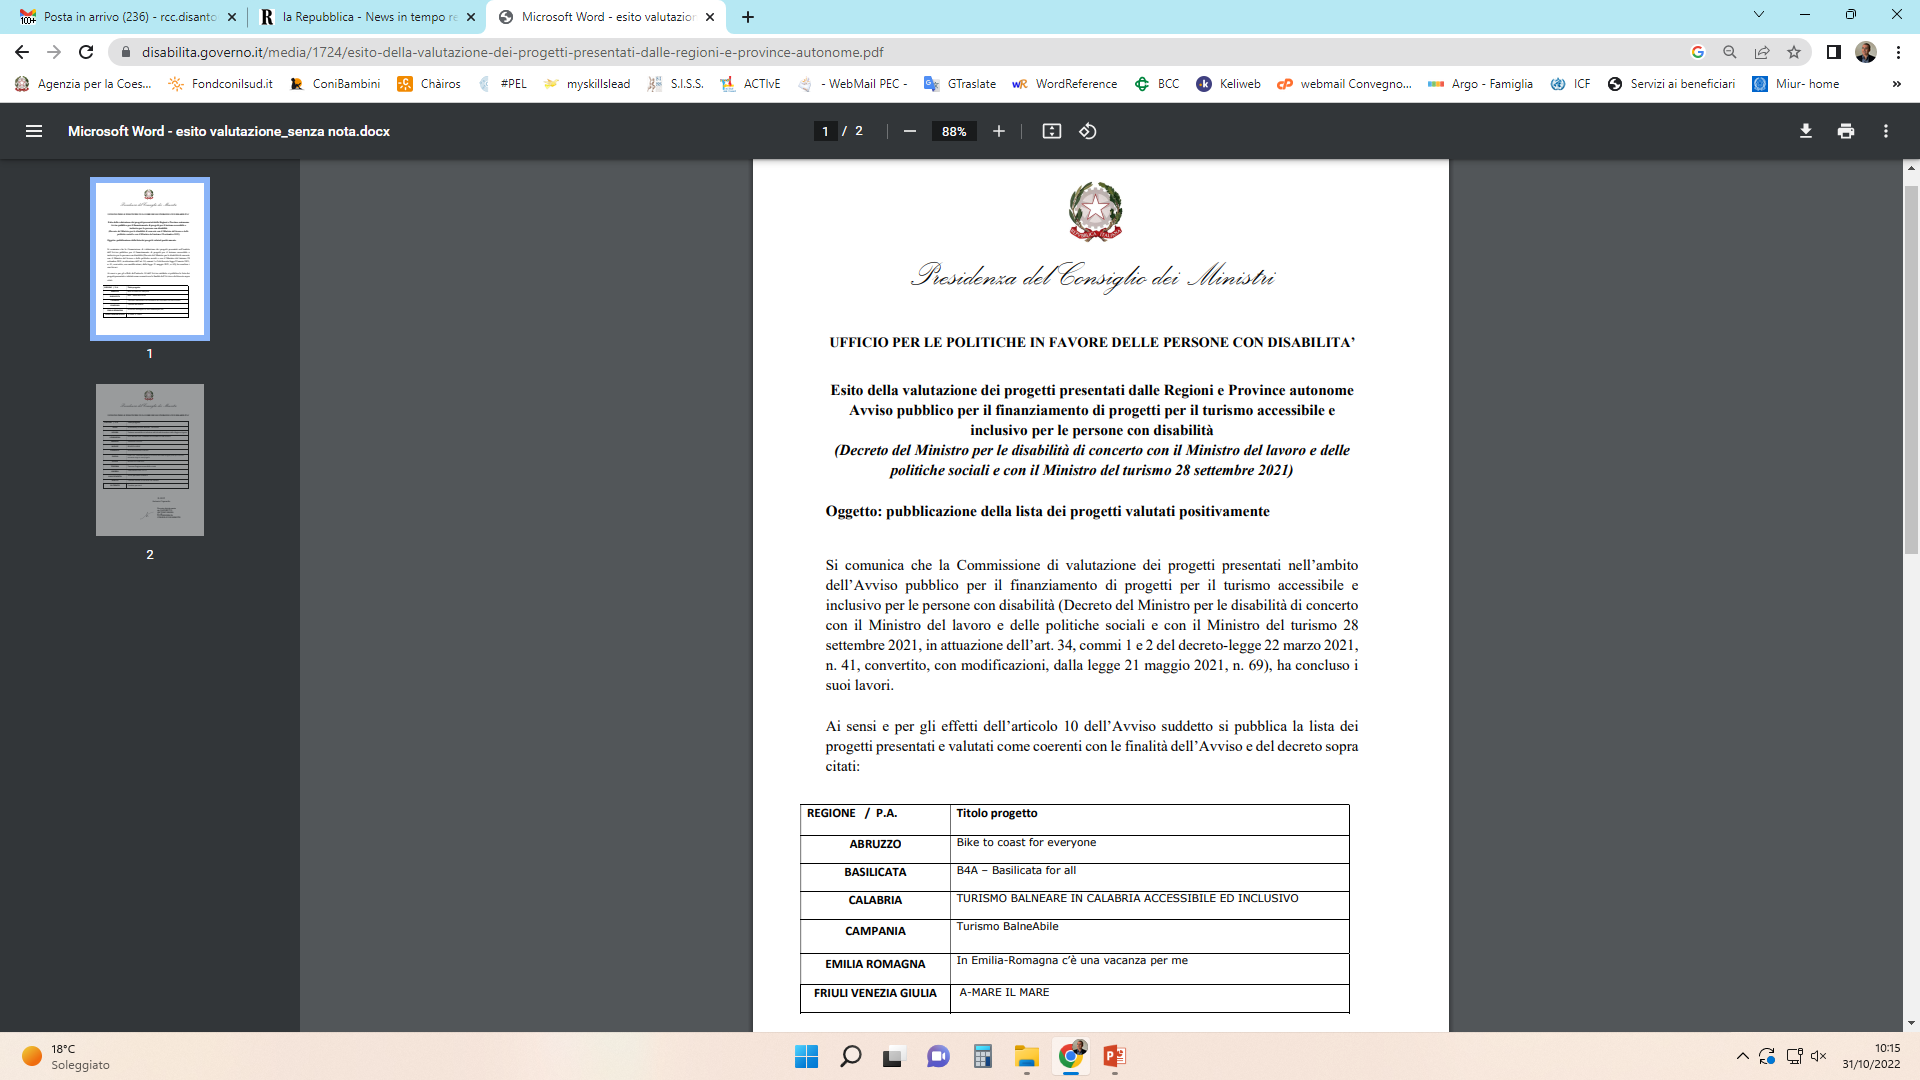 Posta in arrivo (236) - rcc.disanto
la Repubblica - News in tempo re
Microsoft Word - esito valutazion
disabilita.governo.it/media/1724/esito-della-valutazione-dei-progetti-presentati-dalle-regioni-e-province-autonome.pdf
Agenzia per la Coes...
Fondconilsud.it
ConiBambini
Chàiros
#PEL
myskillslead
S.I.S.S.
ACTIvE
- WebMail PEC -
GTraslate
WordReference
BCC
Keliweb
webmail Convegno...
Argo - Famiglia
ICF
Servizi ai beneficiari
Miur- home
»
Microsoft Word - esito valutazione_senza nota.docx
1 / 2
88%
1
2
Presidenza del Consiglio dei Ministri
UFFICIO PER LE POLITICHE IN FAVORE DELLE PERSONE CON DISABILITA’
Esito della valutazione dei progetti presentati dalle Regioni e Province autonome
Avviso pubblico per il finanziamento di progetti per il turismo accessibile e
inclusivo per le persone con disabilità
(Decreto del Ministro per le disabilità di concerto con il Ministro del lavoro e delle
politiche sociali e con il Ministro del turismo 28 settembre 2021)
Oggetto: pubblicazione della lista dei progetti valutati positivamente
Si comunica che la Commissione di valutazione dei progetti presentati nell’ambito
dell’Avviso pubblico per il finanziamento di progetti per il turismo accessibile e
inclusivo per le persone con disabilità (Decreto del Ministro per le disabilità di concerto
con il Ministro del lavoro e delle politiche sociali e con il Ministro del turismo 28
settembre 2021, in attuazione dell’art. 34, commi 1 e 2 del decreto-legge 22 marzo 2021,
n. 41, convertito, con modificazioni, dalla legge 21 maggio 2021, n. 69), ha concluso i
suoi lavori.
Ai sensi e per gli effetti dell’articolo 10 dell’Avviso suddetto si pubblica la lista dei
progetti presentati e valutati come coerenti con le finalità dell’Avviso e del decreto sopra
citati:
REGIONE / P.A. Titolo progetto
ABRUZZO Bike to coast for everyone
BASILICATA B4A – Basilicata for all
CALABRIA TURISMO BALNEARE IN CALABRIA ACCESSIBILE ED INCLUSIVO
CAMPANIA Turismo BalneAbile
EMILIA ROMAGNA In Emilia-Romagna c’è una vacanza per me
FRIULI VENEZIA GIULIA A-MARE IL MARE
18°C
Soleggiato
10:15
31/10/2022